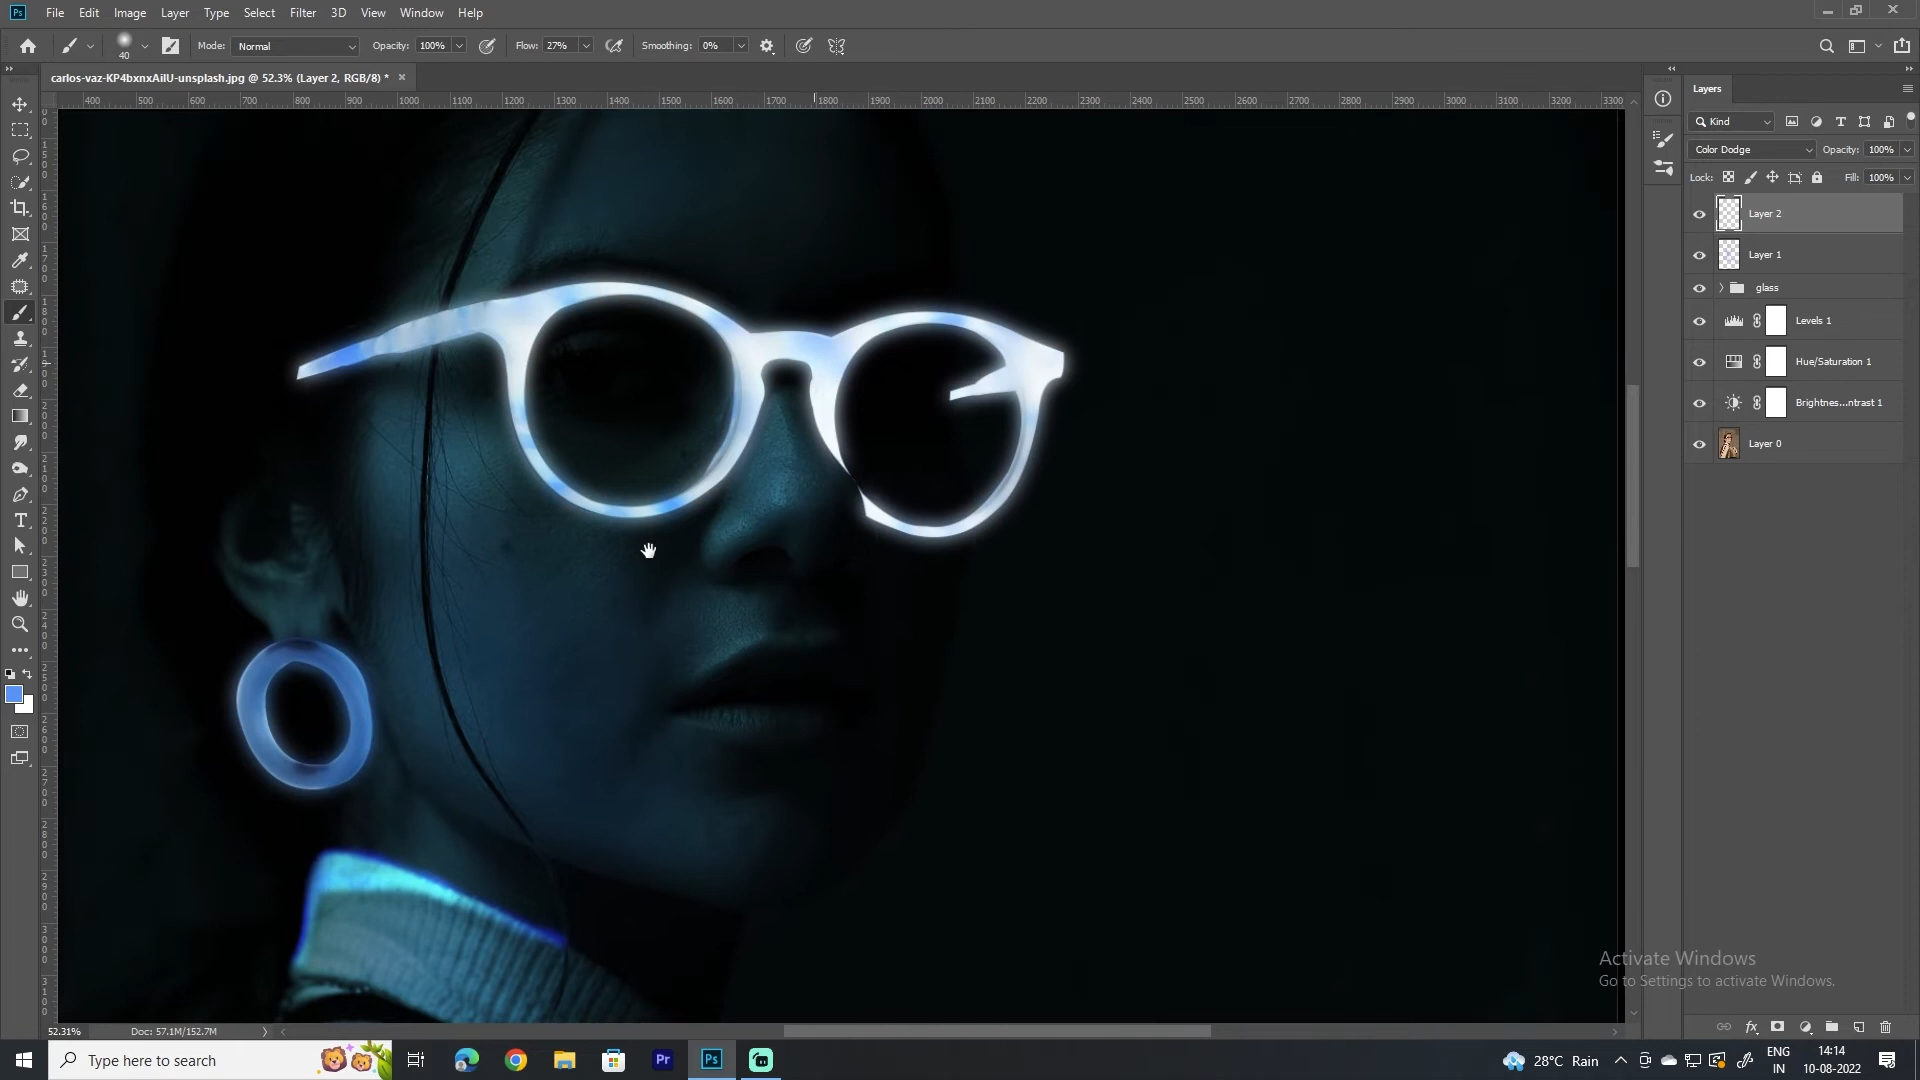 Ps File Edit Image Layer Type Select Filter 3D View Window Help
40 Mode: Normal Opacity: 100% Flow: 27% Smoothing: 0%
carlos-vaz-KP4bxnxAilU-unsplash.jpg @ 52.3% (Layer 2, RGB/8) * ×
400 500 600 700 800 900 1000 1100 1200 1300 1400 1500 1600 1700 1800 1900 2000 2100 2200 2300 2400 2500 2600 2700 2800 2900 3000 3100 3200 3300
Layers
Kind
Color Dodge Opacity: 100%
Lock: Fill: 100%
Layer 2
Layer 1
glass
Levels 1
Hue/Saturation 1
Brightnes...ntrast 1
Layer 0
Activate Windows
Go to Settings to activate Windows.
52.31% Doc: 57.1M/152.7M
Type here to search
Pr Ps
28°C Rain
ENG
IN
14:14
10-08-2022